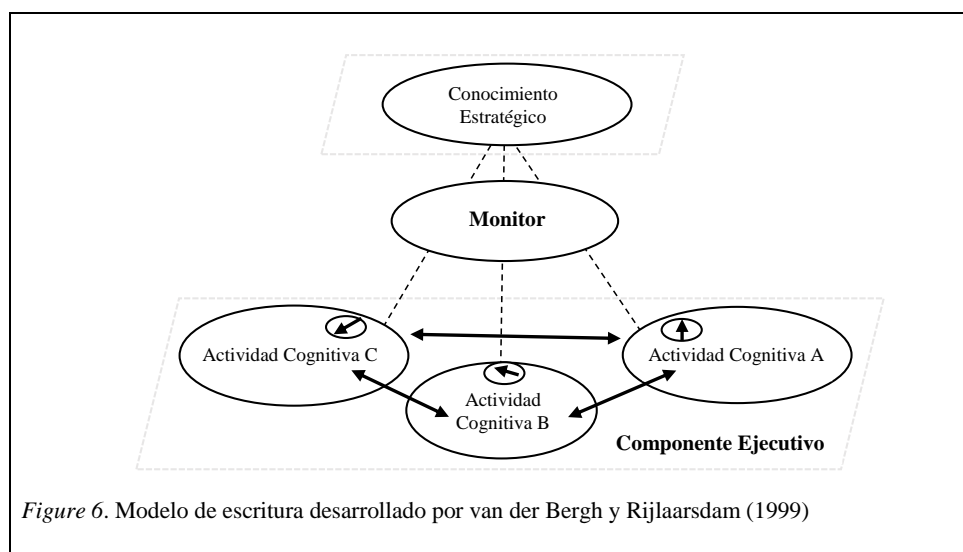 Conocimiento
Estratégico
Monitor
Actividad Cognitiva C
Actividad Cognitiva A
Actividad
Cognitiva B
Componente Ejecutivo
Figure 6. Modelo de escritura desarrollado por van der Bergh y Rijlaarsdam (1999)